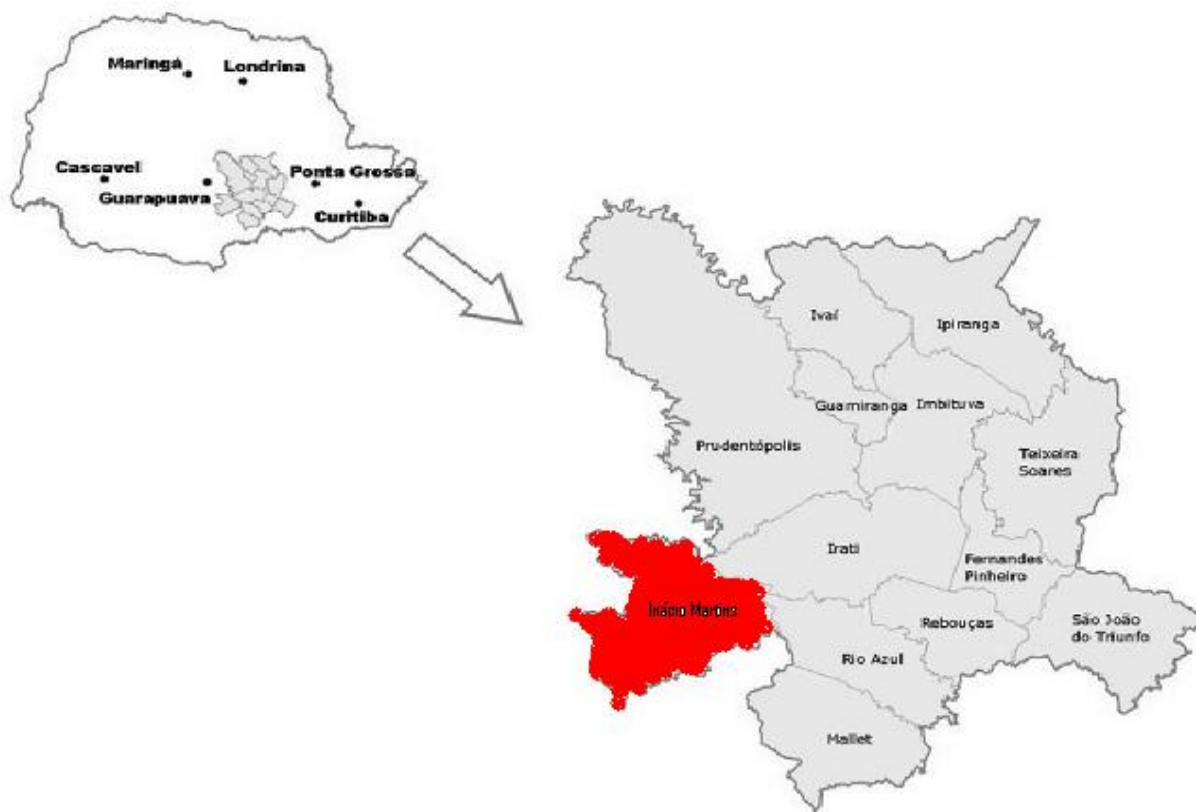 Maringá
Londrina
Cascavel
Guarapuava
Ponta Grossa
Curitiba
Ivaí
Ipiranga
Guamiranga
Imbituva
Prudentópolis
Teixeira
Soares
Irati
Fernandes
Pinheiro
Inácio Martins
Rebouças
São João
do Triunfo
Rio Azul
Mallet